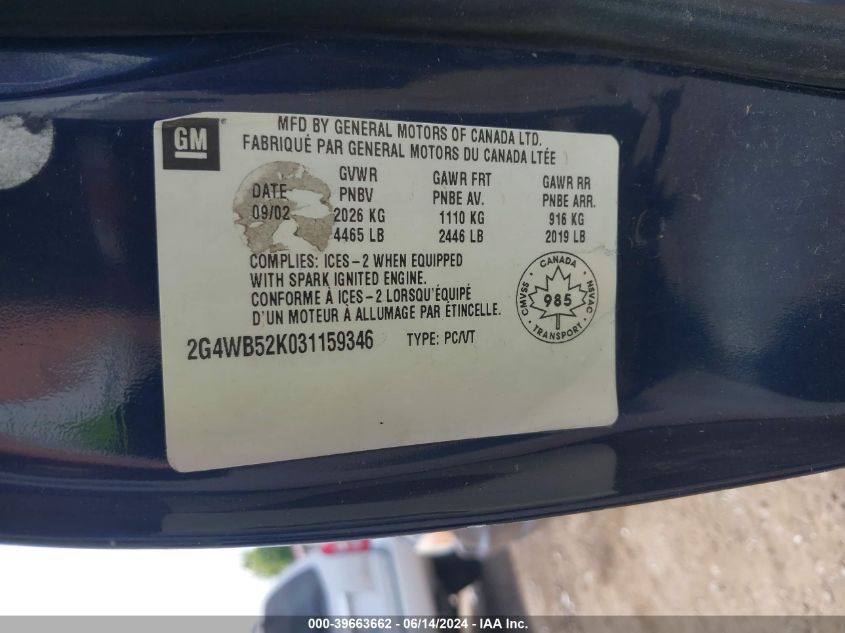 GM
MFD BY GENERAL MOTORS OF CANADA LTD.
FABRIQUÉ PAR GENERAL MOTORS DU CANADA LTÉE
GVWR GAWR FRT GAWR RR
DATE PNBV PNBE AV. PNBE ARR.
09/02 2026 KG 1110 KG 916 KG
4465 LB 2446 LB 2019 LB
COMPLIES: ICES-2 WHEN EQUIPPED
WITH SPARK IGNITED ENGINE.
CONFORME À ICES-2 LORSQU'ÉQUIPÉ
D'UN MOTEUR À ALLUMAGE PAR ÉTINCELLE.
CANADA
CMVSS 985 NSVAC
TRANSPORT
2G4WB52K031159346 TYPE: PC/VT
000-39663662 - 06/14/2024 - IAA Inc.